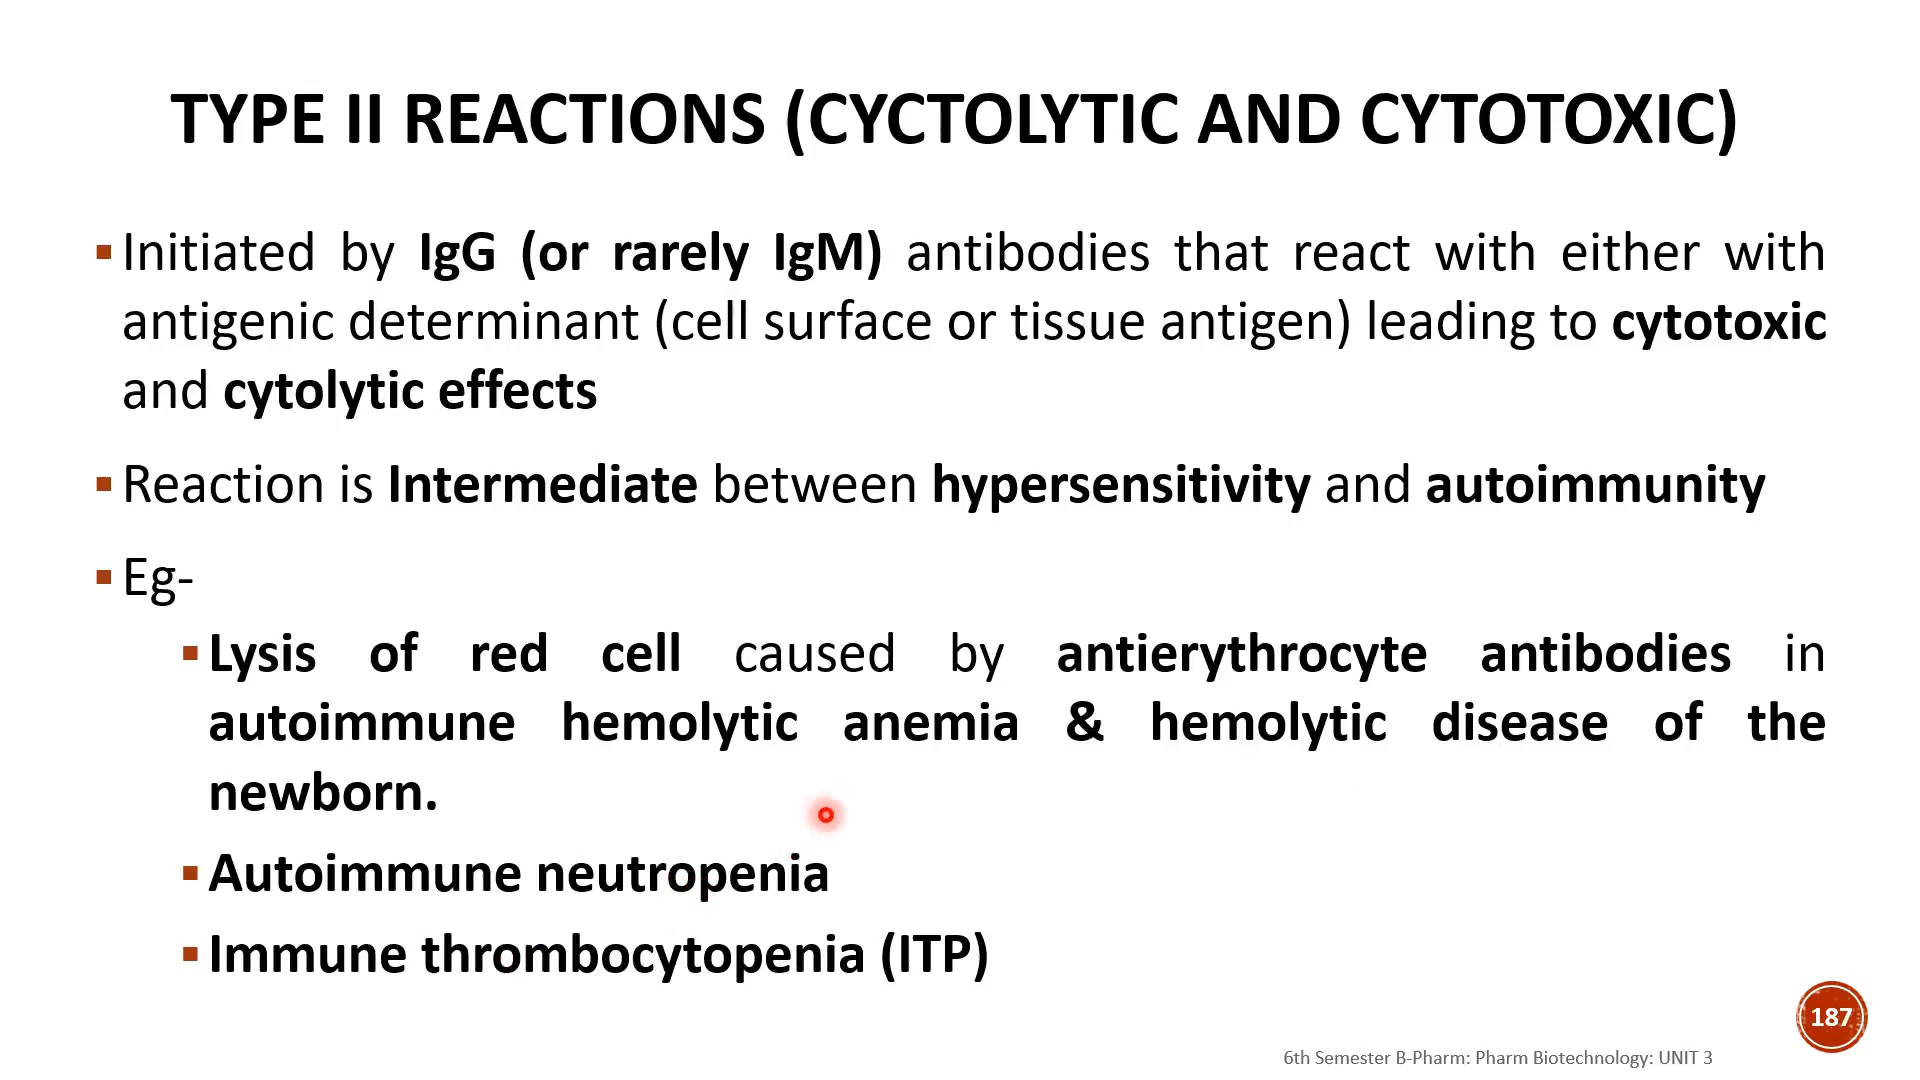 TYPE II REACTIONS (CYCTOLYTIC AND CYTOTOXIC)
▪Initiated by IgG (or rarely IgM) antibodies that react with either with
antigenic determinant (cell surface or tissue antigen) leading to cytotoxic
and cytolytic effects
▪Reaction is Intermediate between hypersensitivity and autoimmunity
▪Eg-
▪Lysis of red cell caused by antierythrocyte antibodies in
autoimmune hemolytic anemia & hemolytic disease of the
newborn.
▪Autoimmune neutropenia
▪Immune thrombocytopenia (ITP)
187
6th Semester B-Pharm: Pharm Biotechnology: UNIT 3